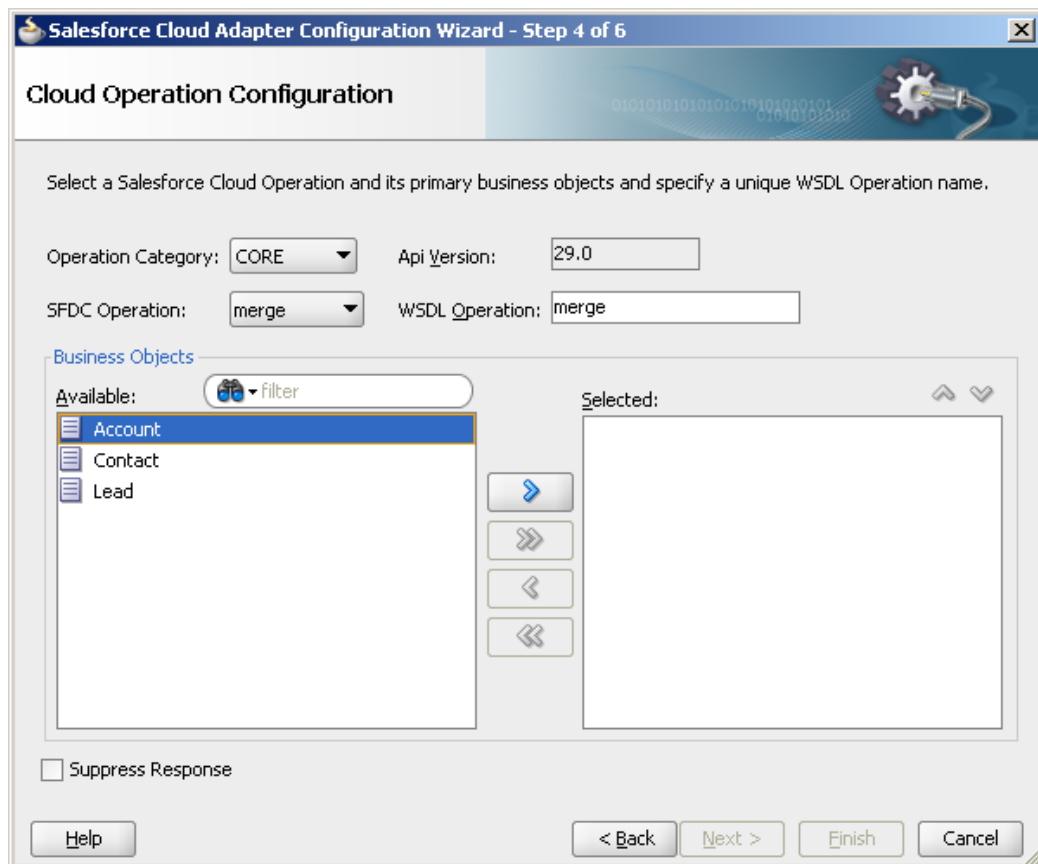 Salesforce Cloud Adapter Configuration Wizard - Step 4 of 6
Cloud Operation Configuration
010101010101010101010101
01010101010
Select a Salesforce Cloud Operation and its primary business objects and specify a unique WSDL Operation name.
Operation Category: CORE Api Version: 29.0
SFDC Operation: merge WSDL Operation: merge
Business Objects
Available: filter Selected:
Account
Contact
Lead
Suppress Response
Help < Back Next > Finish Cancel